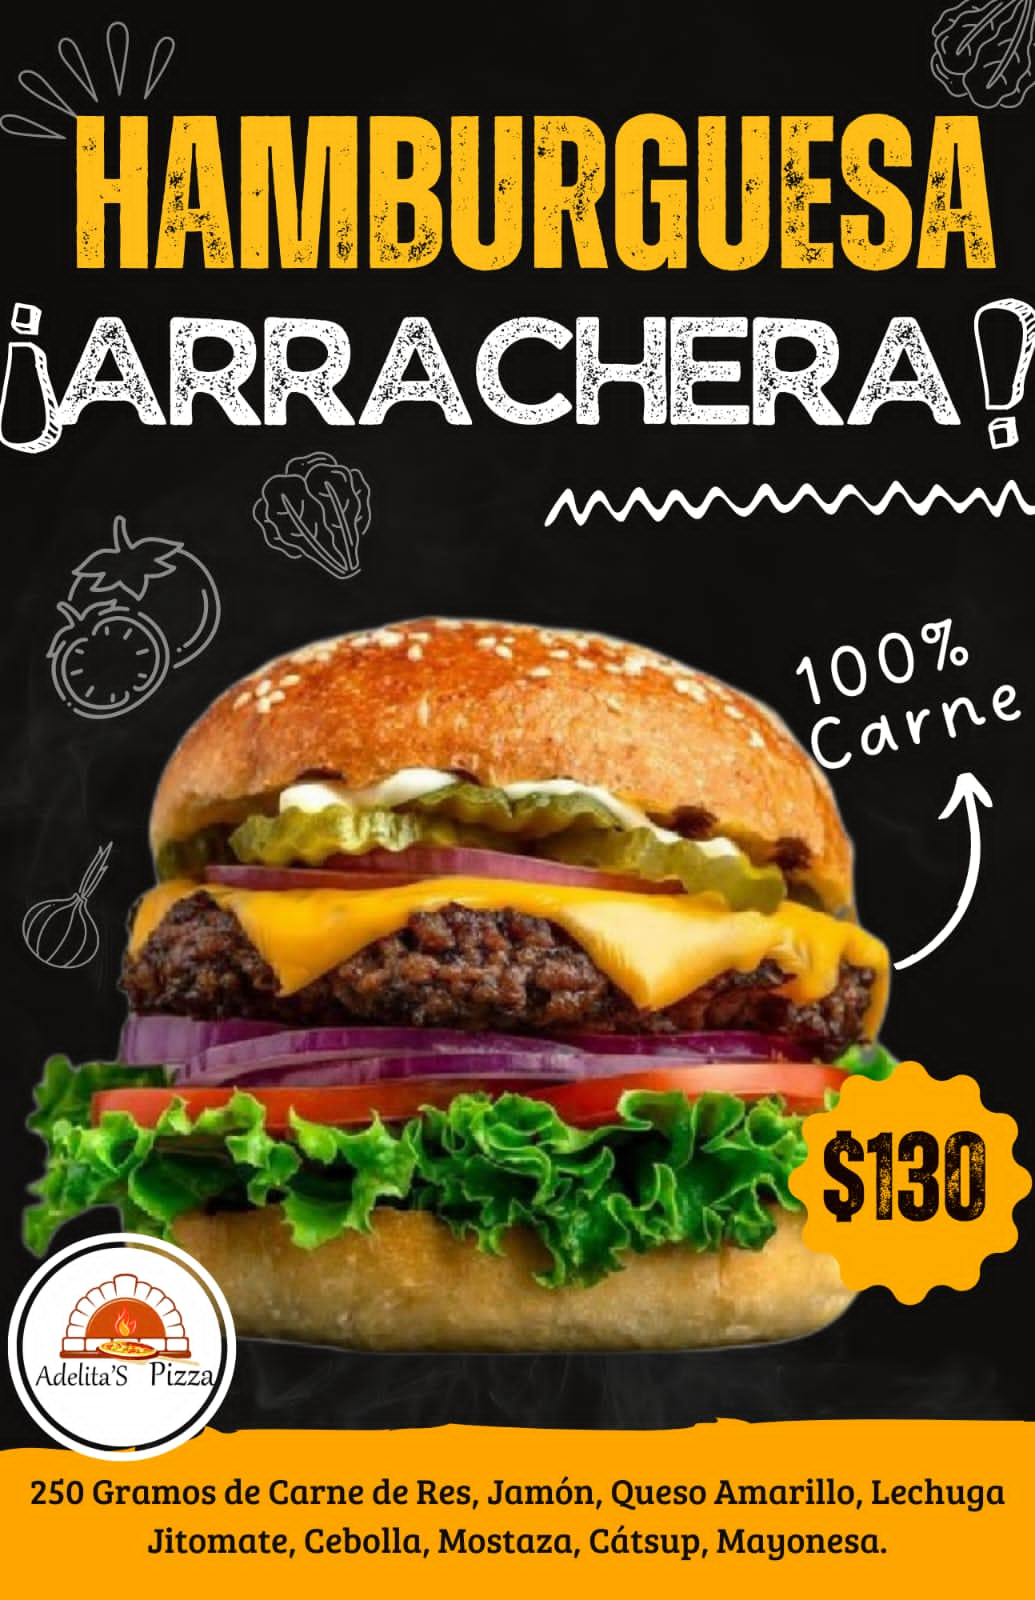 HAMBURGUESA
¡ARRACHERA!
100%
Carne
$130
Adelita'S Pizza
250 Gramos de Carne de Res, Jamón, Queso Amarillo, Lechuga
Jitomate, Cebolla, Mostaza, Cátsup, Mayonesa.